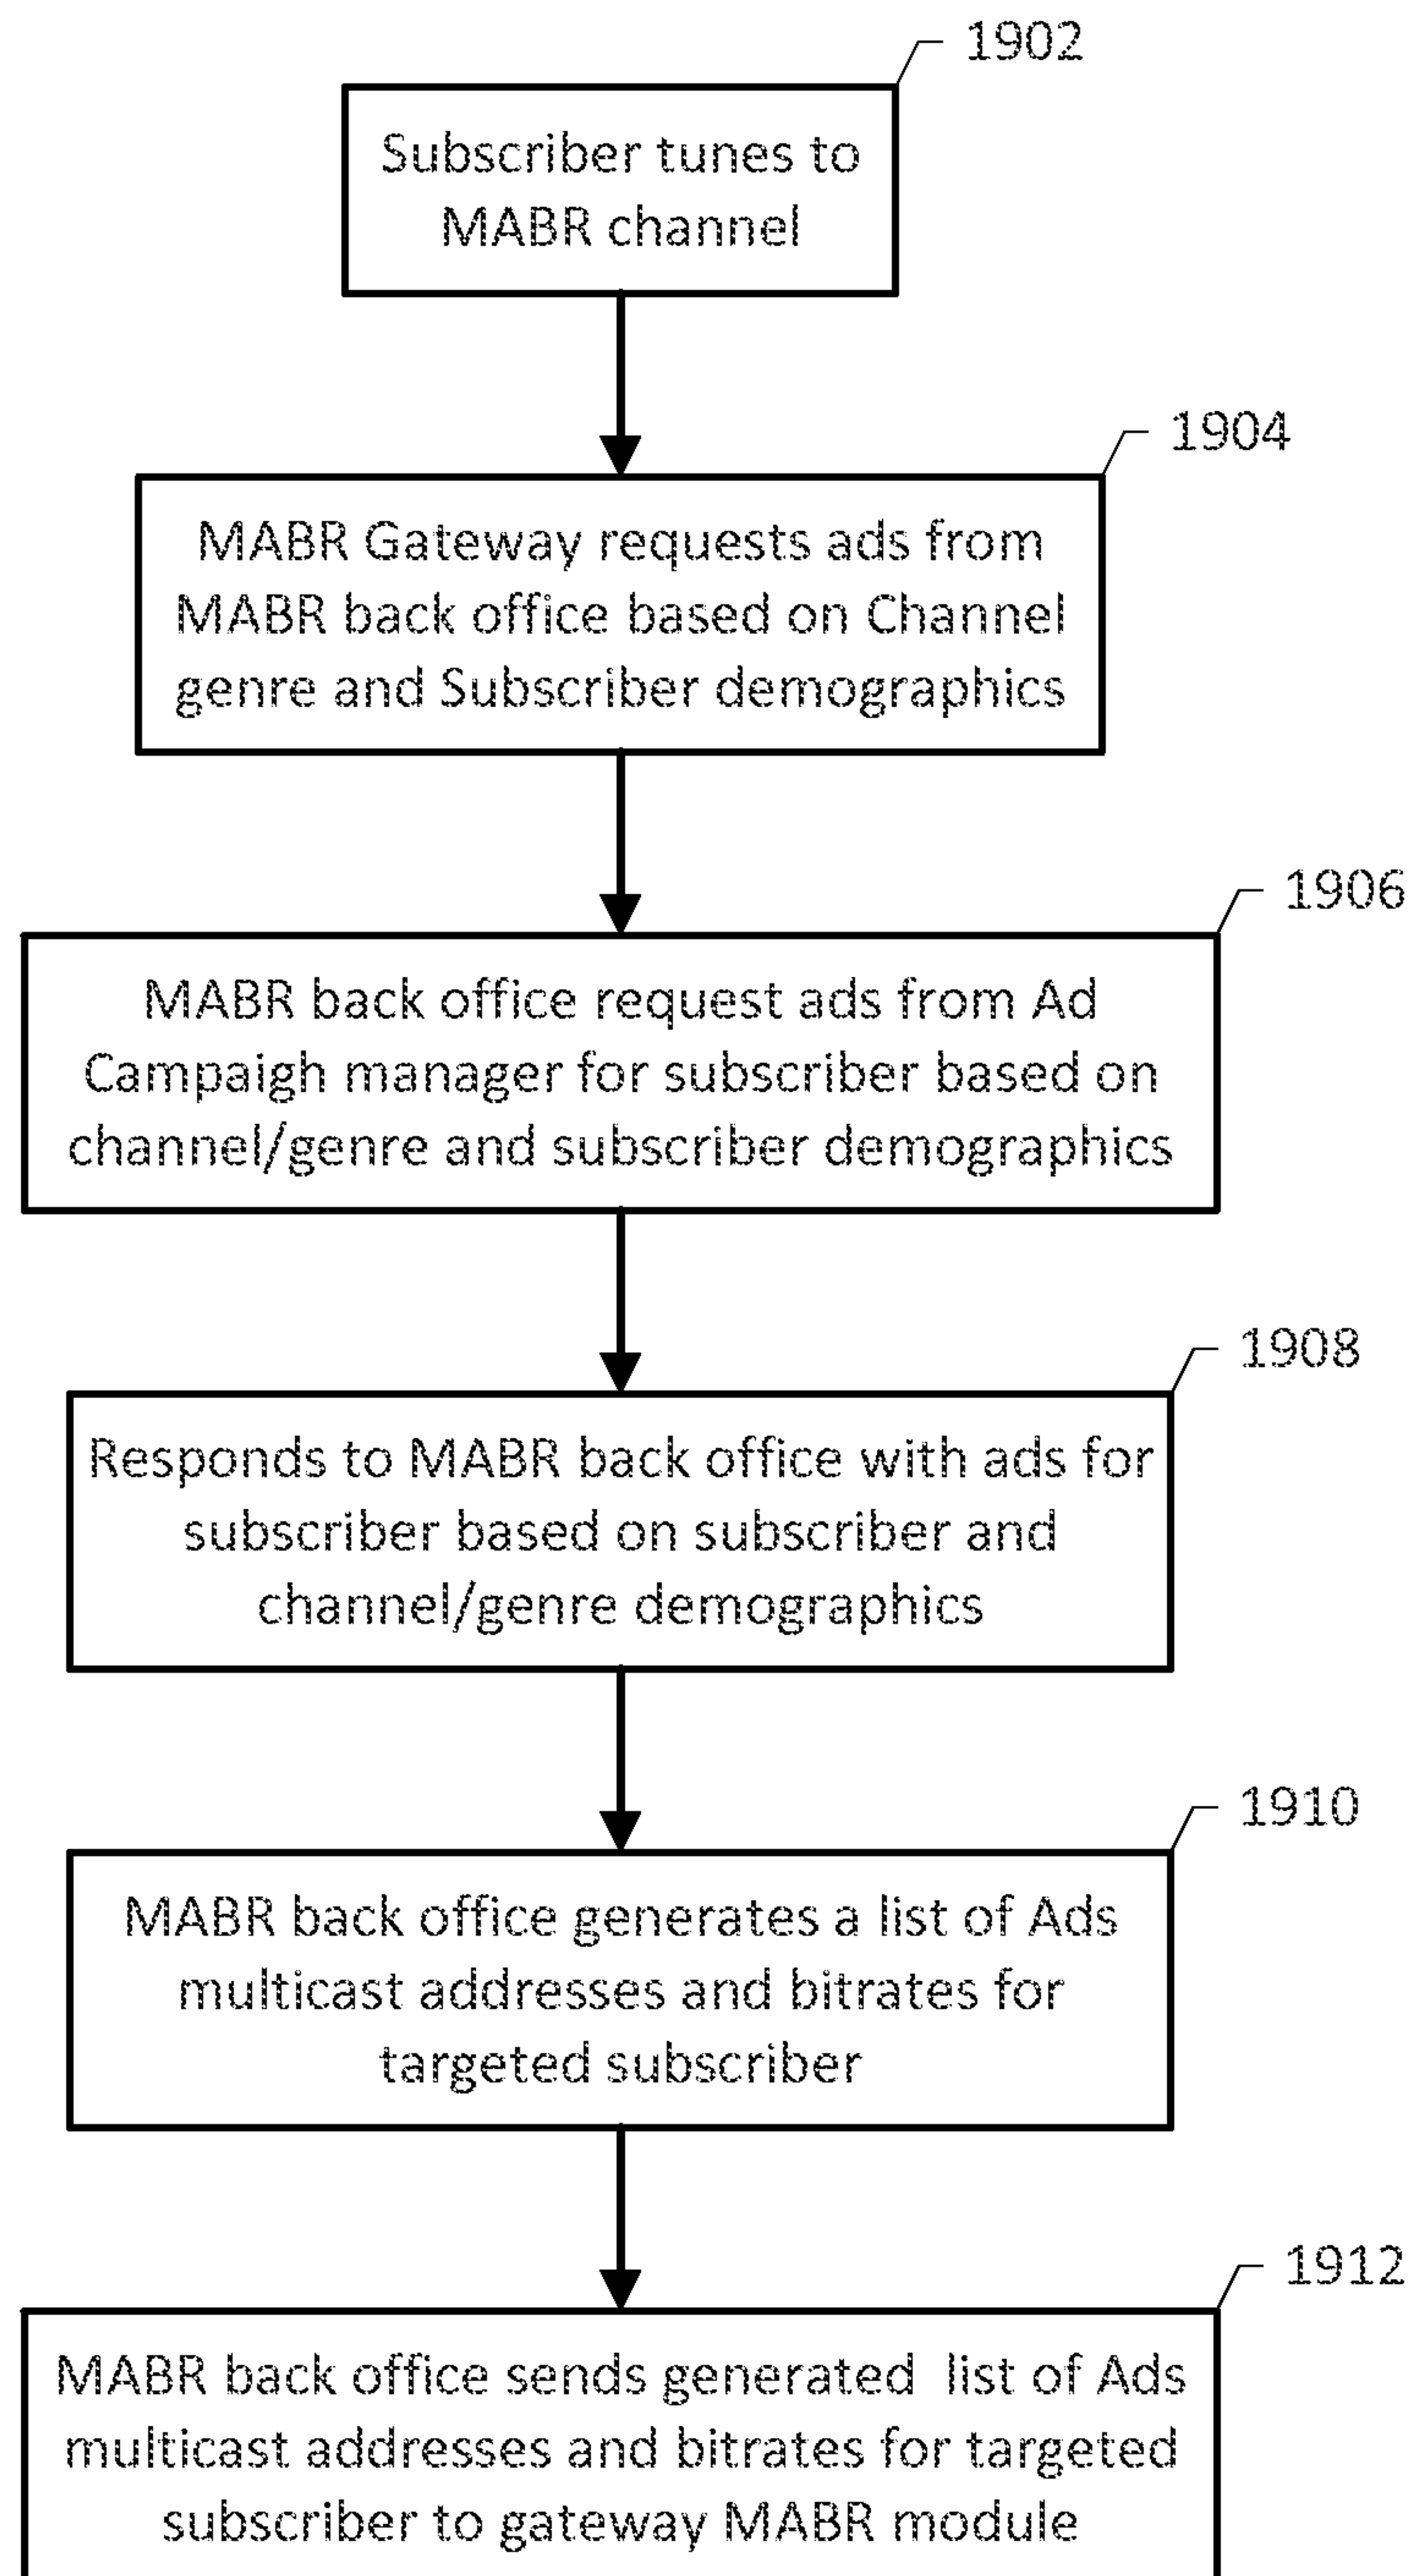 1902
Subscriber tunes to
MABR channel
1904
MABR Gateway requests ads from
MABR back office based on Channel
genre and Subscriber demographics
1906
MABR back office request ads from Ad
Campaigh manager for subscriber based on
channel/genre and subscriber demographics
1908
Responds to MABR back office with ads for
subscriber based on subscriber and
channel/genre demographics
1910
MABR back office generates a list of Ads
multicast addresses and bitrates for
targeted subscriber
1912
MABR back office sends generated list of Ads
multicast addresses and bitrates for targeted
subscriber to gateway MABR module